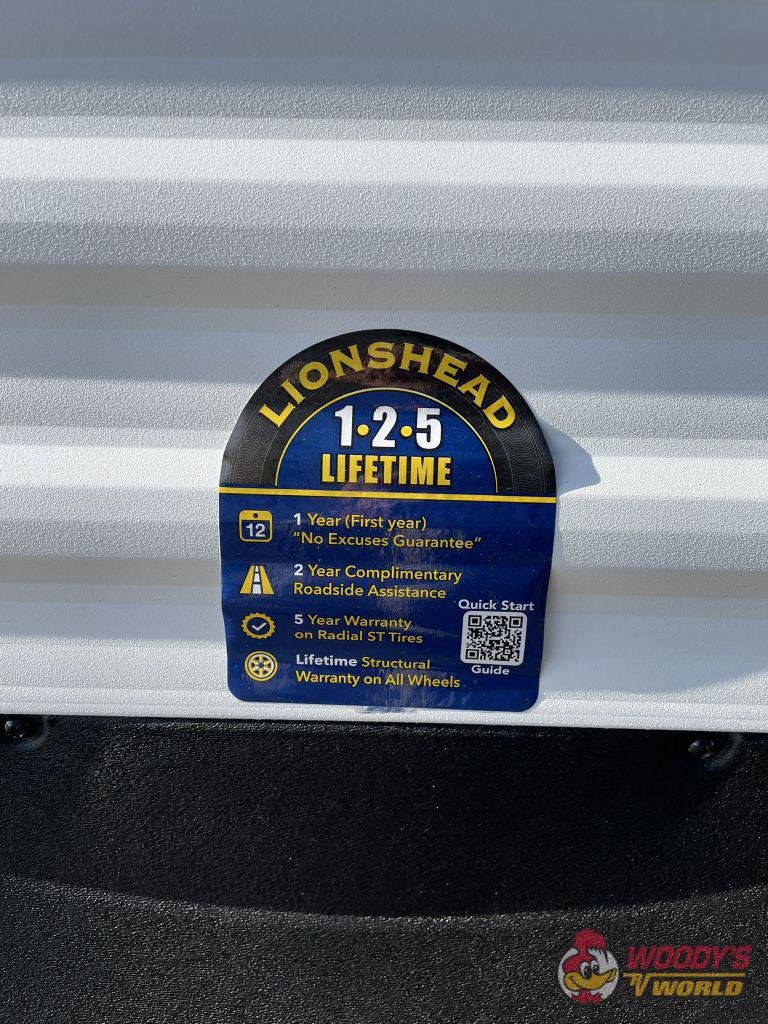 LIONSHEAD
1•2•5
LIFETIME
12
1 Year (First year)
"No Excuses Guarantee"
2 Year Complimentary
Roadside Assistance
5 Year Warranty
on Radial ST Tires
Lifetime Structural
Warranty on All Wheels
Quick Start
Guide
WOODY'S
RV WORLD